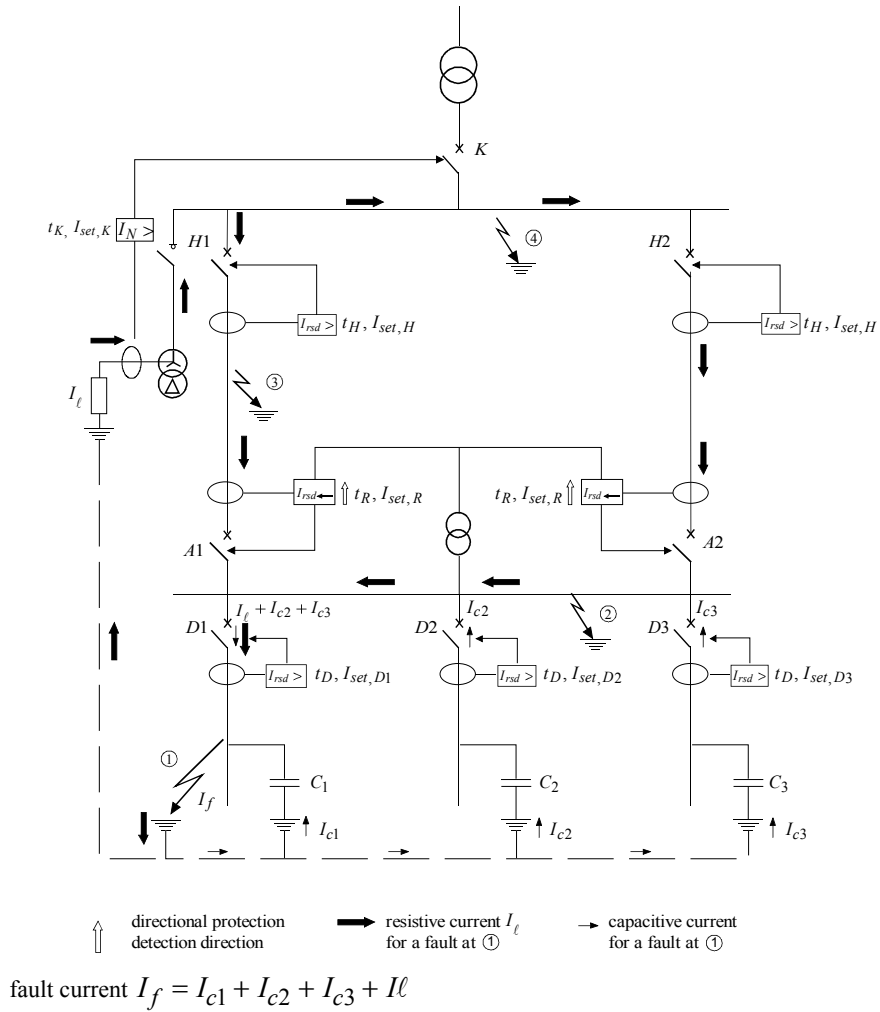 K
t_K, I_set,K
I_N >
H1
④
H2
I_rsd >
t_H, I_set,H
I_rsd >
t_H, I_set,H
③
I_ℓ
I_rsd
t_R, I_set,R
t_R, I_set,R
I_rsd
A1
A2
I_ℓ + I_c2 + I_c3
I_c2
②
I_c3
D1
D2
D3
I_rsd >
t_D, I_set,D1
I_rsd >
t_D, I_set,D2
I_rsd >
t_D, I_set,D3
①
I_f
C_1
C_2
C_3
I_c1
I_c2
I_c3
directional protection
detection direction
resistive current I_ℓ
for a fault at ①
capacitive current
for a fault at ①
fault current I_f = I_c1 + I_c2 + I_c3 + Iℓ